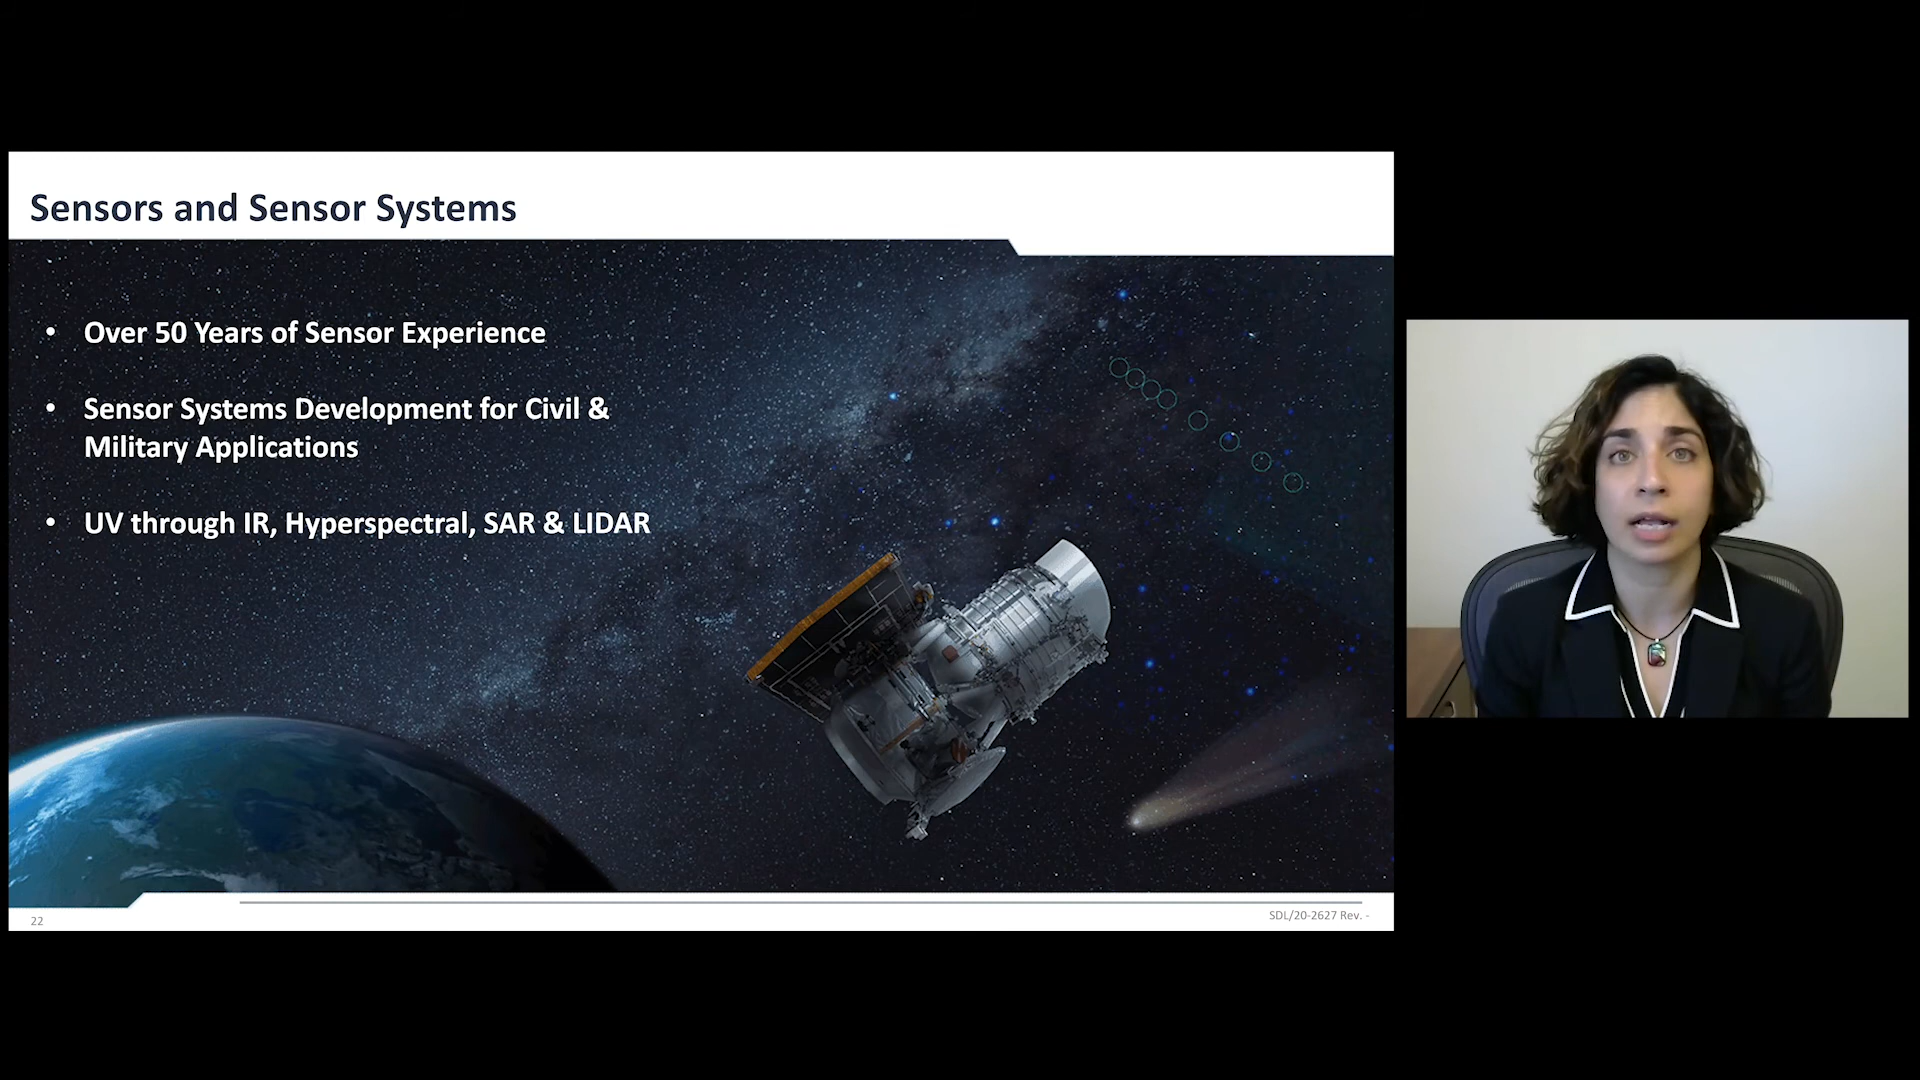 Sensors and Sensor Systems
• Over 50 Years of Sensor Experience
• Sensor Systems Development for Civil &
Military Applications
• UV through IR, Hyperspectral, SAR & LIDAR
22
SDL/20-2627 Rev. -